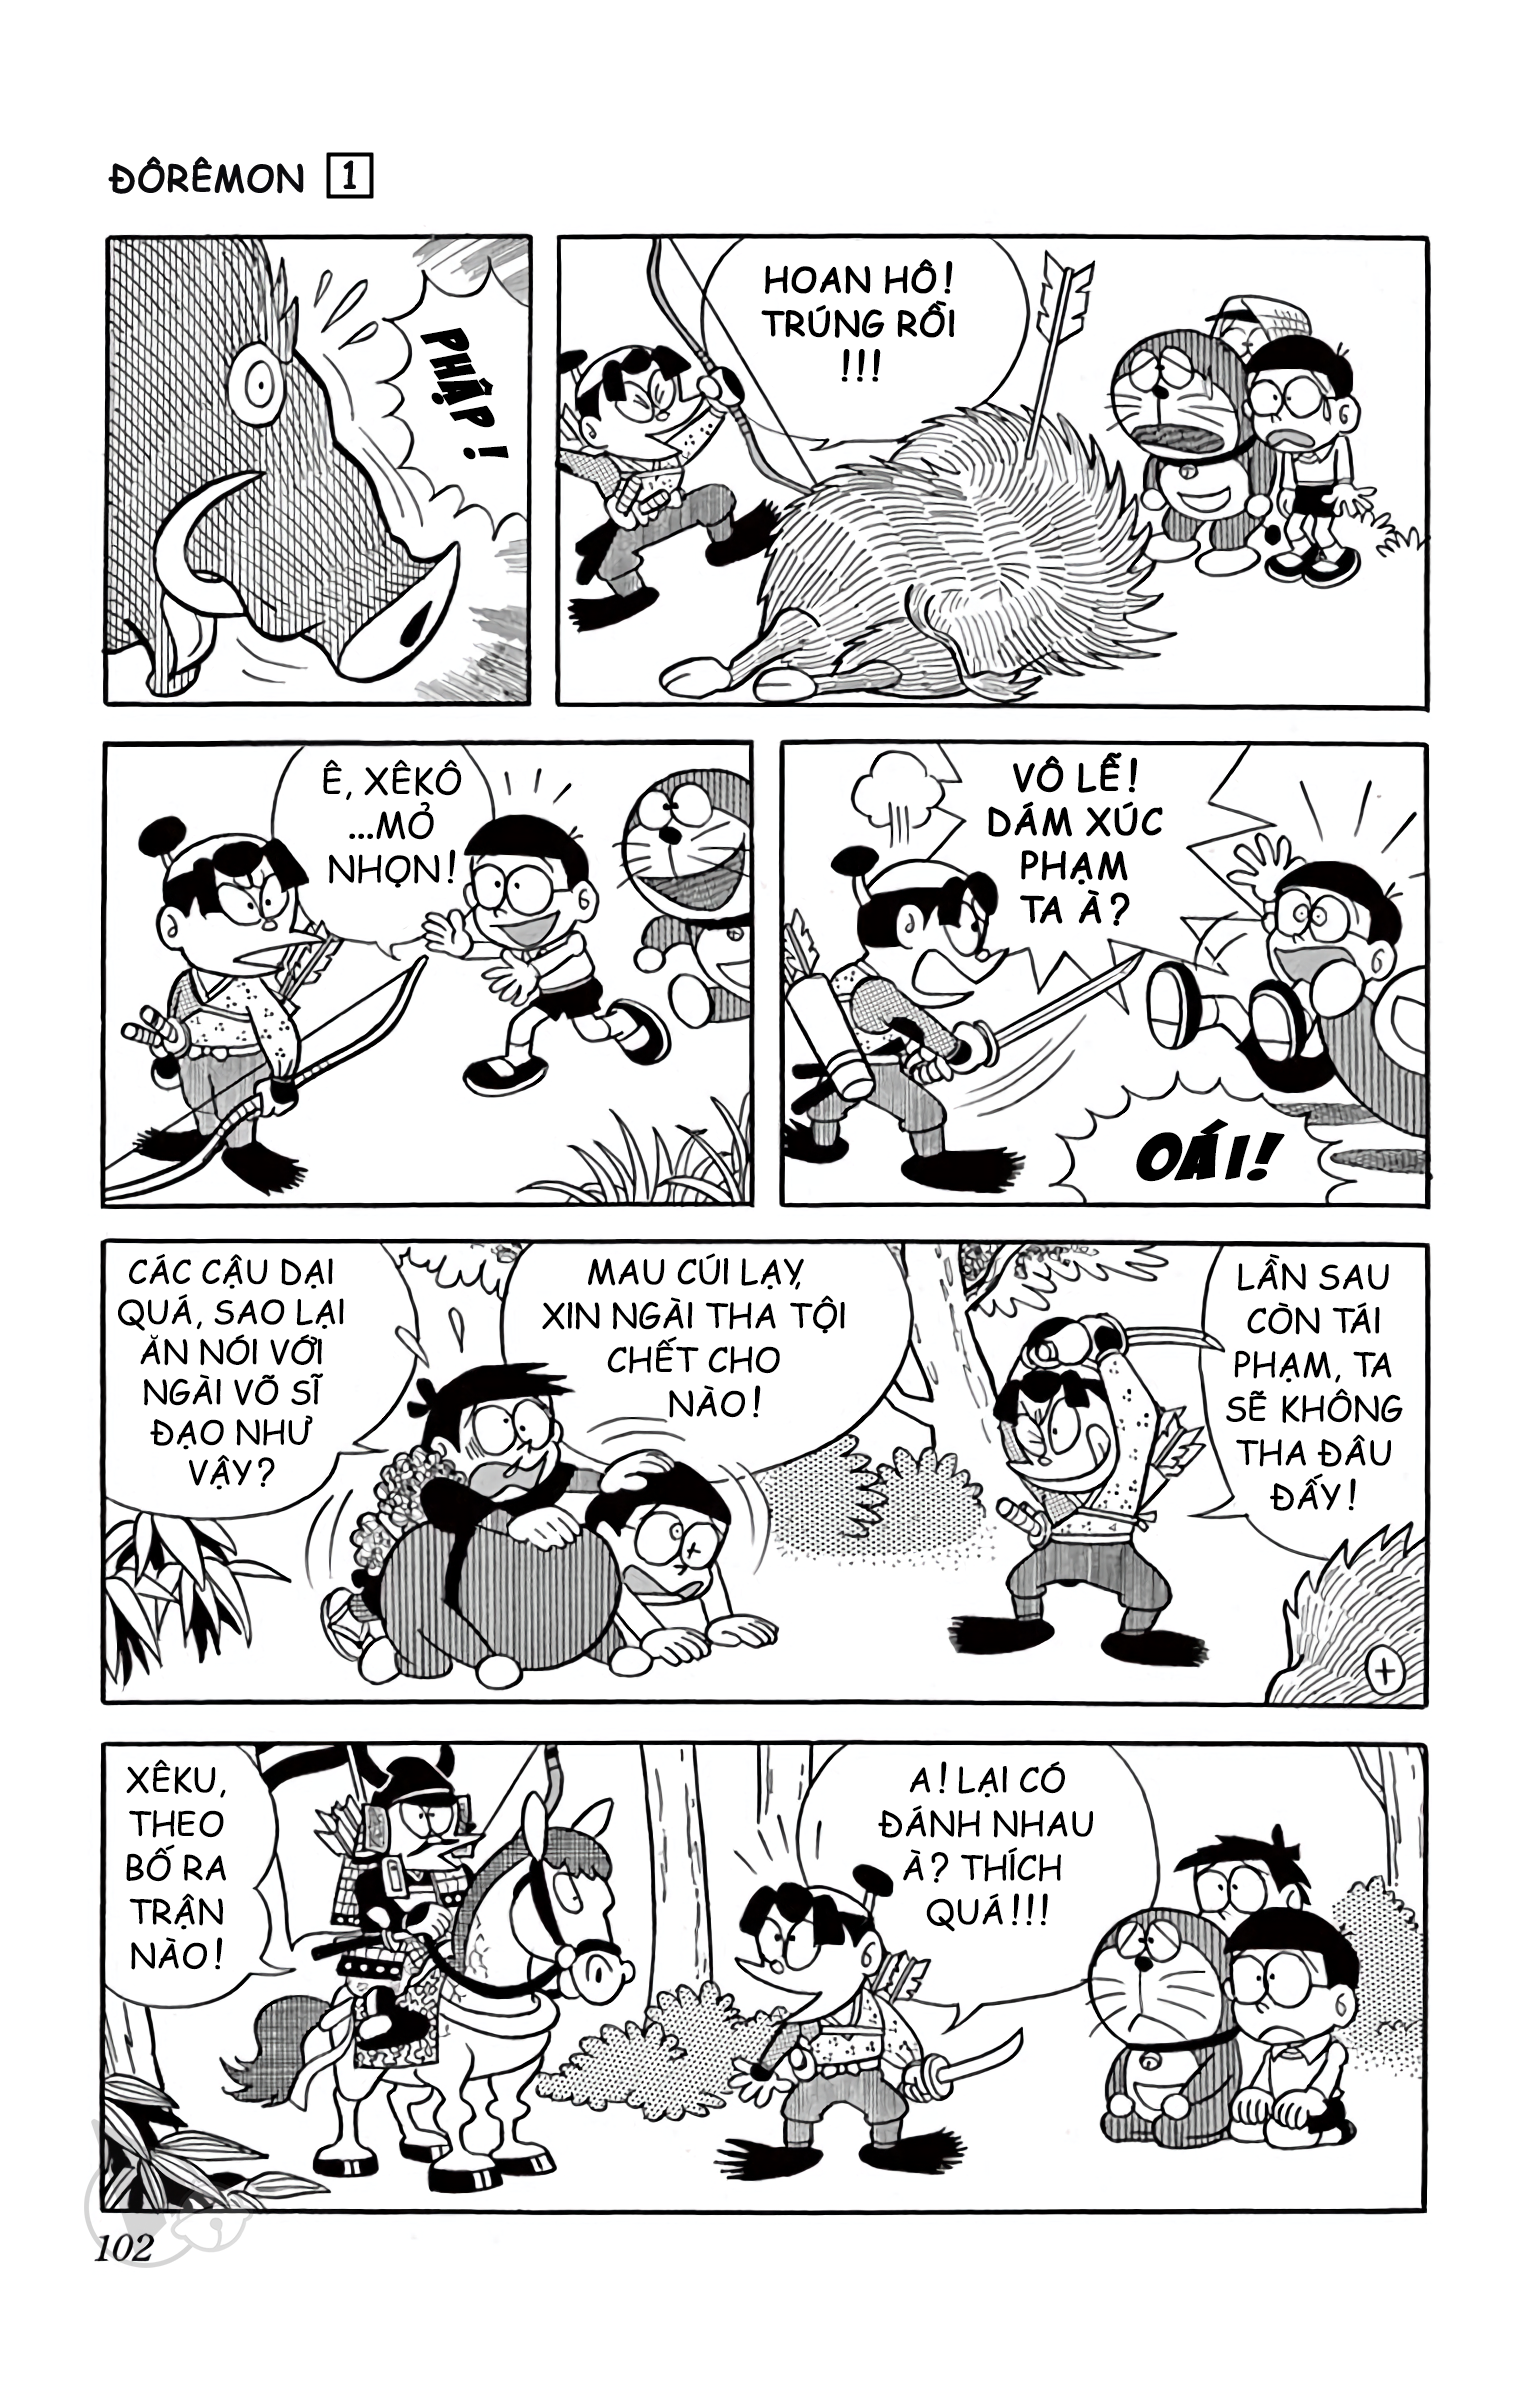 ĐÔRÊMON 1
PHẬP!
HOAN HÔ!
TRÚNG RỒI
!!!
Ê, XÊKÔ
...MỎ
NHỌN!
VÔ LỄ!
DÁM XÚC
PHẠM
TA À?
OÁI!
CÁC CẬU DẠI
QUÁ, SAO LẠI
ĂN NÓI VỚI
NGÀI VÕ SĨ
ĐẠO NHƯ
VẬY?
MAU CÚI LẠY,
XIN NGÀI THA TỘI
CHẾT CHO
NÀO!
LẦN SAU
CÒN TÁI
PHẠM, TA
SẼ KHÔNG
THA ĐÂU
ĐẤY!
XÊKU,
THEO
BỐ RA
TRẬN
NÀO!
A! LẠI CÓ
ĐÁNH NHAU
À? THÍCH
QUÁ!!!
102